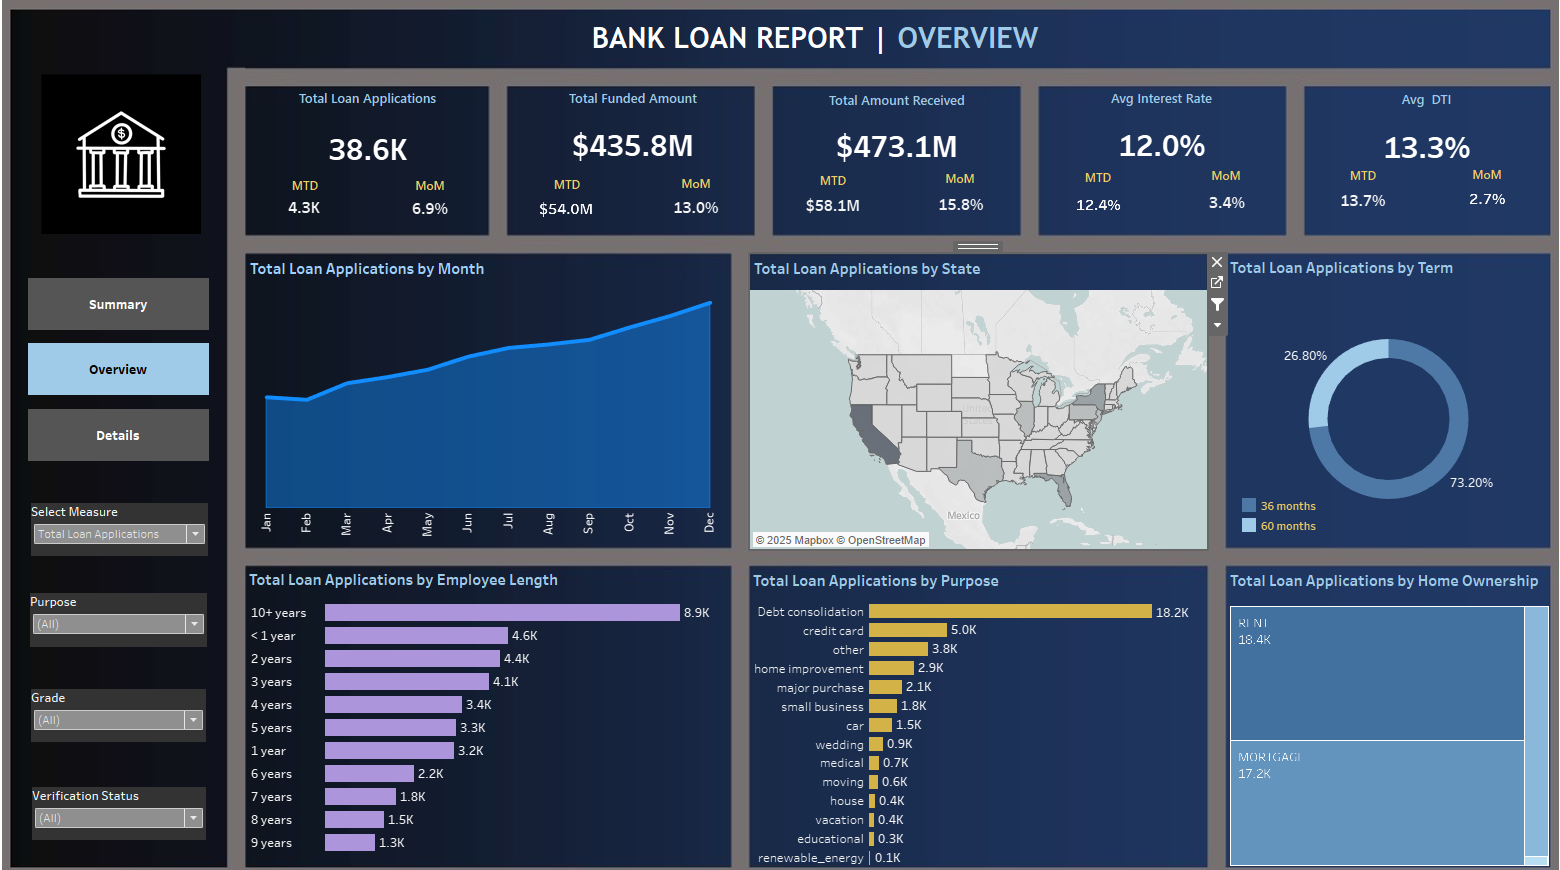 BANK LOAN REPORT | OVERVIEW
$
Summary
Overview
Details
Select Measure
Total Loan Applications
Purpose
(All)
Grade
(All)
Verification Status
(All)
Total Loan Applications
38.6K
MTD MoM
4.3K 6.9%
Total Funded Amount
$435.8M
MTD MoM
$54.0M 13.0%
Total Amount Received
$473.1M
MTD MoM
$58.1M 15.8%
Avg Interest Rate
12.0%
MTD MoM
12.4% 3.4%
Avg DTI
13.3%
MTD MoM
13.7% 2.7%
Total Loan Applications by Month
Jan Feb Mar Apr May Jun Jul Aug Sep Oct Nov Dec
Total Loan Applications by State
United
States
Mexico
© 2025 Mapbox © OpenStreetMap
Total Loan Applications by Term
26.80%
73.20%
36 months
60 months
Total Loan Applications by Employee Length
10+ years 8.9K
< 1 year 4.6K
2 years 4.4K
3 years 4.1K
4 years 3.4K
5 years 3.3K
1 year 3.2K
6 years 2.2K
7 years 1.8K
8 years 1.5K
9 years 1.3K
Total Loan Applications by Purpose
Debt consolidation 18.2K
credit card 5.0K
other 3.8K
home improvement 2.9K
major purchase 2.1K
small business 1.8K
car 1.5K
wedding 0.9K
medical 0.7K
moving 0.6K
house 0.4K
vacation 0.4K
educational 0.3K
renewable_energy 0.1K
Total Loan Applications by Home Ownership
RENT
18.4K
MORTGAGE
17.2K